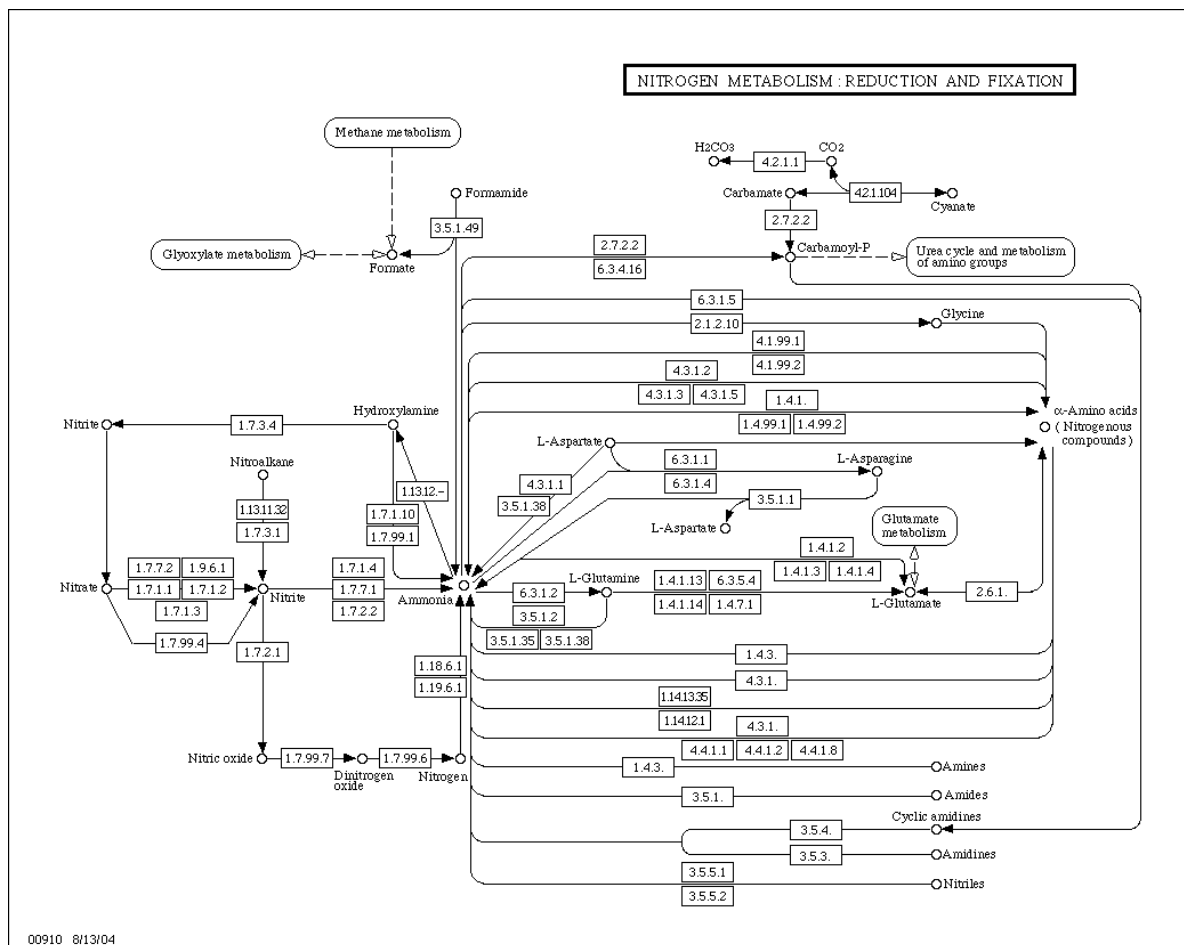 NITROGEN METABOLISM : REDUCTION AND FIXATION
Methane metabolism
H2CO3
4.2.1.1
CO2
Formamide
Carbamate
4.2.1.104
Cyanate
3.5.1.49
2.7.2.2
Glyoxylate metabolism
Formate
2.7.2.2
6.3.4.16
Carbamoyl-P
Urea cycle and metabolism
of amino groups
6.3.1.5
2.1.2.10
Glycine
4.1.99.1
4.1.99.2
4.3.1.2
4.3.1.3
4.3.1.5
1.4.1.
1.4.99.1
1.4.99.2
α-Amino acids
( Nitrogenous
compounds )
Nitrite
1.7.3.4
Hydroxylamine
L-Aspartate
6.3.1.1
6.3.1.4
L-Asparagine
Nitroalkane
1.13.12.-
4.3.1.1
3.5.1.38
3.5.1.1
L-Aspartate
1.13.11.32
1.7.3.1
1.7.1.10
1.7.99.1
Glutamate
metabolism
1.7.7.2
1.9.6.1
1.7.1.1
1.7.1.2
1.7.1.3
Nitrate
Nitrite
1.7.1.4
1.7.7.1
1.7.2.2
Ammonia
L-Glutamine
6.3.1.2
3.5.1.2
3.5.1.35
3.5.1.38
1.4.1.13
6.3.5.4
1.4.1.14
1.4.7.1
1.4.1.2
1.4.1.3
1.4.1.4
L-Glutamate
2.6.1.
1.7.99.4
1.7.2.1
1.18.6.1
1.19.6.1
1.4.3.
4.3.1.
1.14.13.35
1.14.12.1
4.3.1.
4.4.1.1
4.4.1.2
4.4.1.8
Nitric oxide
1.7.99.7
Dinitrogen
oxide
1.7.99.6
Nitrogen
1.4.3.
Amines
3.5.1.
Amides
Cyclic amidines
3.5.4.
3.5.3.
Amidines
3.5.5.1
3.5.5.2
Nitriles
00910 8/13/04